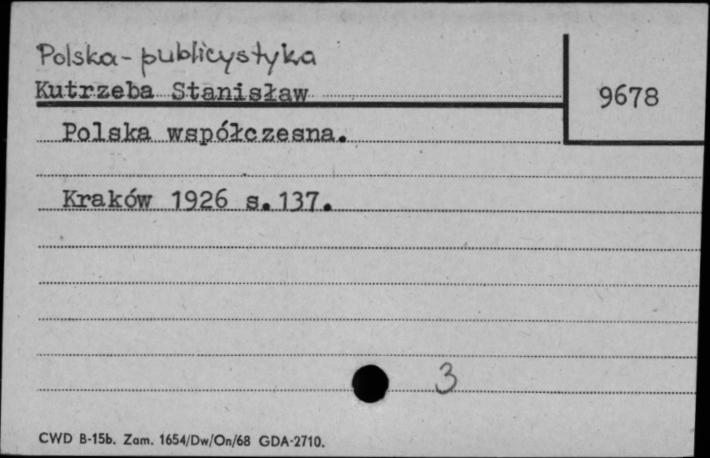 Polska - publicystyka
Kutrzeba Stanisław
9678
Polska współczesna.
Kraków 1926 s.137.
3
CWD B-15b. Zam. 1654/Dw/On/68 GDA-2710.